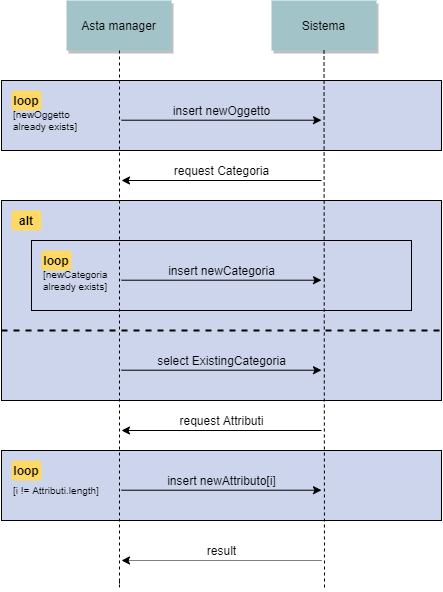 Asta manager
Sistema
loop
[newOggetto
already exists]
insert newOggetto
request Categoria
alt
loop
[newCategoria
already exists]
insert newCategoria
select ExistingCategoria
request Attributi
loop
[i != Attributi.length]
insert newAttributo[i]
result